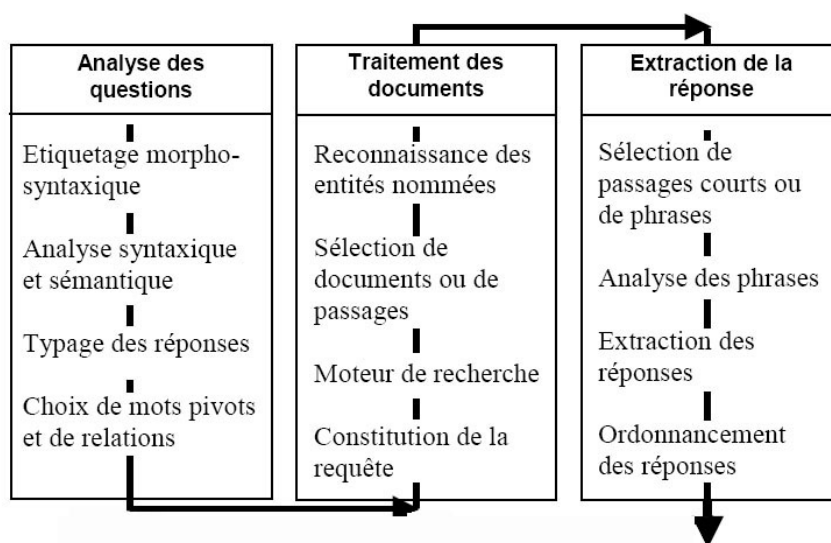 Analyse des
questions
Etiquetage morpho-
syntaxique
Analyse syntaxique
et sémantique
Typage des réponses
Choix de mots pivots
et de relations
Traitement des
documents
Reconnaissance des
entités nommées
Sélection de
documents ou de
passages
Moteur de recherche
Constitution de la
requête
Extraction de la
réponse
Sélection de
passages courts ou
de phrases
Analyse des phrases
Extraction des
réponses
Ordonnancement
des réponses